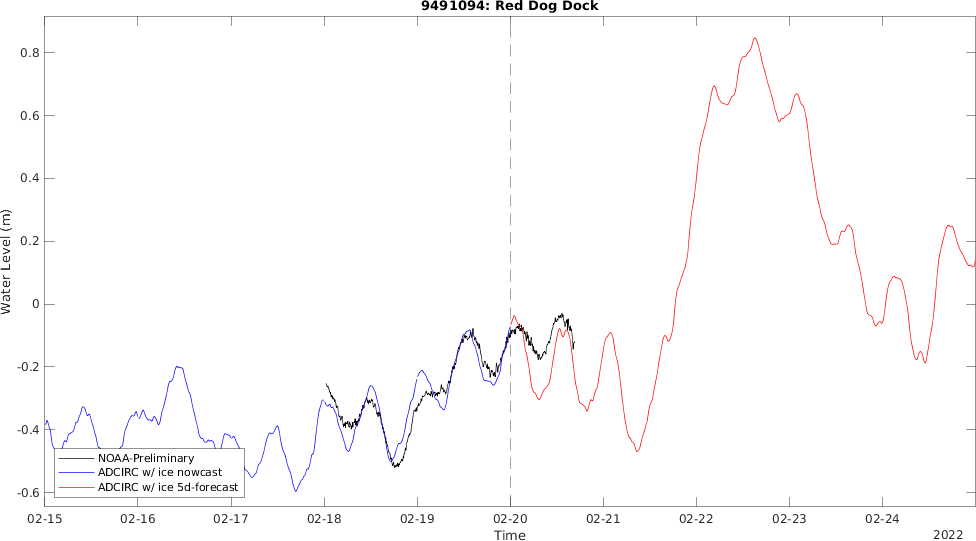 9491094: Red Dog Dock
Water Level (m)
0.8
0.6
0.4
0.2
0
-0.2
-0.4
-0.6
NOAA-Preliminary
ADCIRC w/ ice nowcast
ADCIRC w/ ice 5d-forecast
02-15 02-16 02-17 02-18 02-19 02-20 02-21 02-22 02-23 02-24
Time
2022